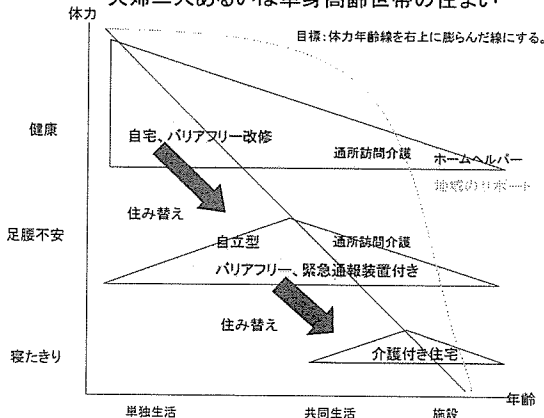 夫婦二人あるいは単身高齢世帯の住まい
体力
目標:体力年齢線を右上に膨らんだ線にする。
健康
自宅、バリアフリー改修
通所訪問介護
ホームヘルパー
地域のサポート
住み替え
足腰不安
自立型
通所訪問介護
バリアフリー、緊急通報装置付き
住み替え
寝たきり
介護付き住宅
年齢
単独生活
共同生活
施設